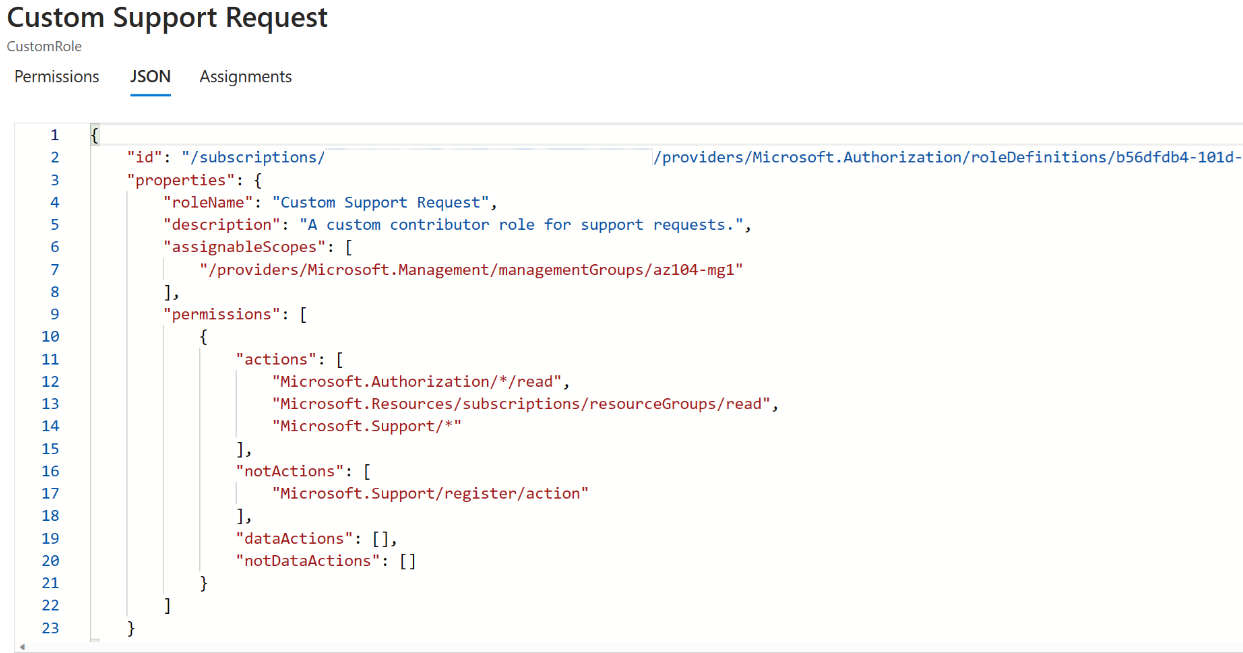 Custom Support Request
CustomRole
Permissions JSON Assignments
1 {
2 "id": "/subscriptions/ /providers/Microsoft.Authorization/roleDefinitions/b56dfdb4-101d-
3 "properties": {
4 "roleName": "Custom Support Request",
5 "description": "A custom contributor role for support requests.",
6 "assignableScopes": [
7 "/providers/Microsoft.Management/managementGroups/az104-mg1"
8 ],
9 "permissions": [
10 {
11 "actions": [
12 "Microsoft.Authorization/*/read",
13 "Microsoft.Resources/subscriptions/resourceGroups/read",
14 "Microsoft.Support/*"
15 ],
16 "notActions": [
17 "Microsoft.Support/register/action"
18 ],
19 "dataActions": [],
20 "notDataActions": []
21 }
22 ]
23 }